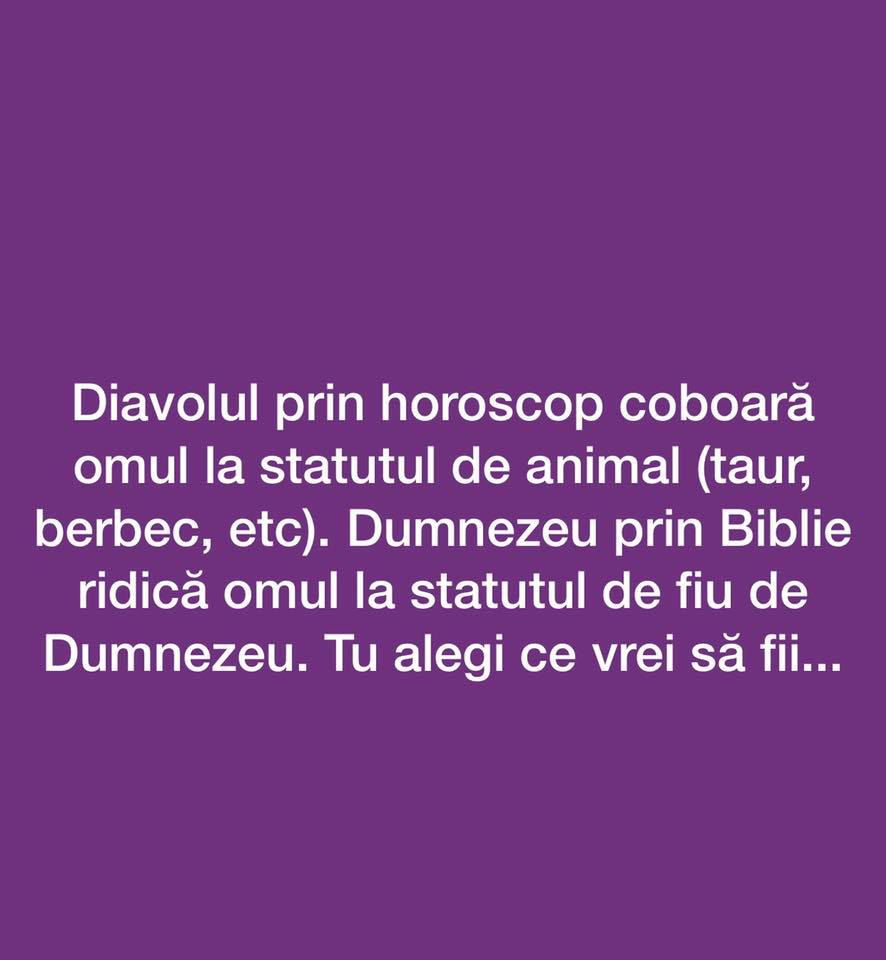 Diavolul prin horoscop coboară
omul la statutul de animal (taur,
berbec, etc). Dumnezeu prin Biblie
ridică omul la statutul de fiu de
Dumnezeu. Tu alegi ce vrei să fii...